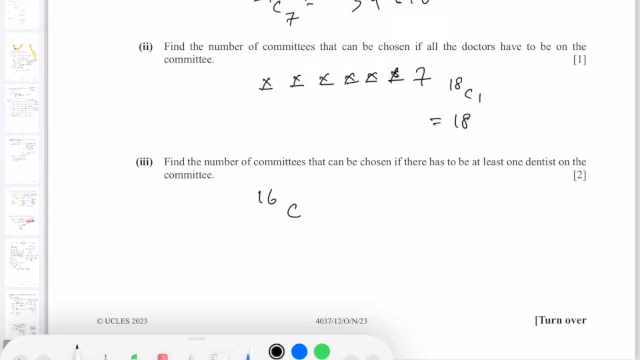 C 7 =
(ii) Find the number of committees that can be chosen if all the doctors have to be on the
committee. [1]
x x x x x x 7 18 C 1
= 18
(iii) Find the number of committees that can be chosen if there has to be at least one dentist on the
committee. [2]
16 C
© UCLES 2023 4037/12/O/N/23 [Turn over